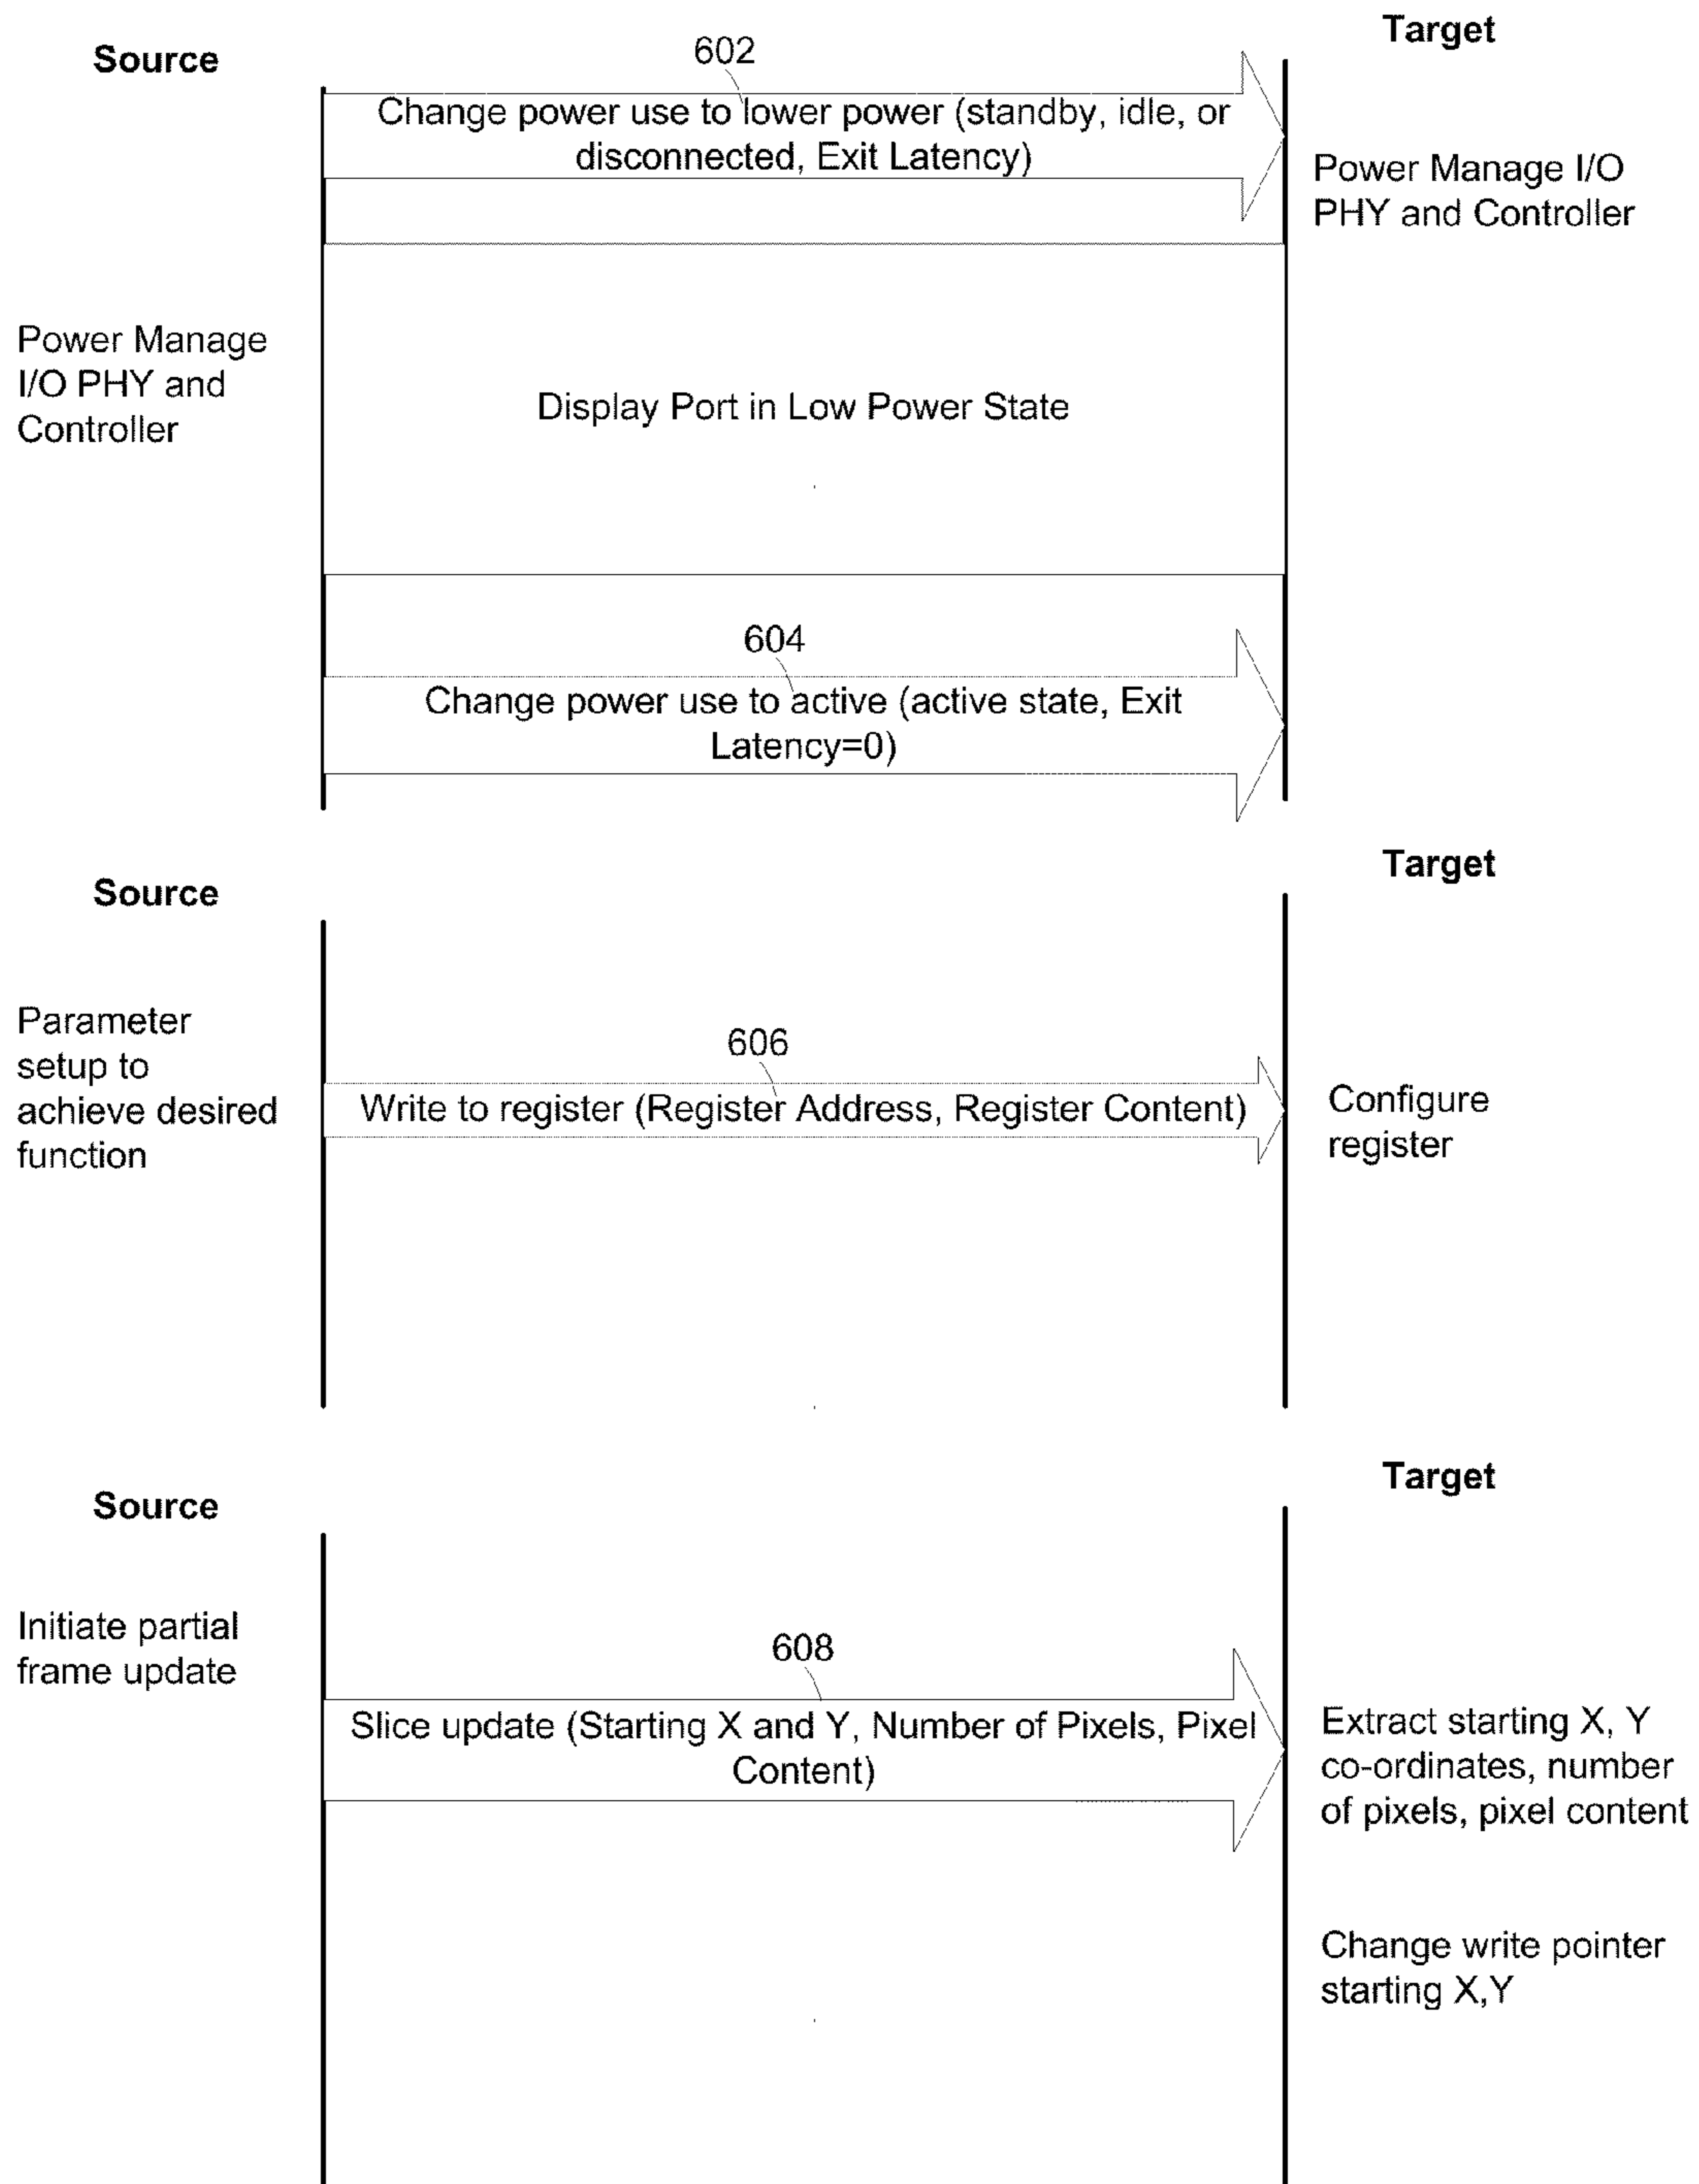 Source
Target
602
Change power use to lower power (standby, idle, or
disconnected, Exit Latency)
Power Manage I/O
PHY and Controller
Power Manage
I/O PHY and
Controller
Display Port in Low Power State
604
Change power use to active (active state, Exit
Latency=0)
Source
Target
Parameter
setup to
achieve desired
function
606
Write to register (Register Address, Register Content)
Configure
register
Source
Target
Initiate partial
frame update
608
Slice update (Starting X and Y, Number of Pixels, Pixel
Content)
Extract starting X, Y
co-ordinates, number
of pixels, pixel content
Change write pointer
starting X,Y